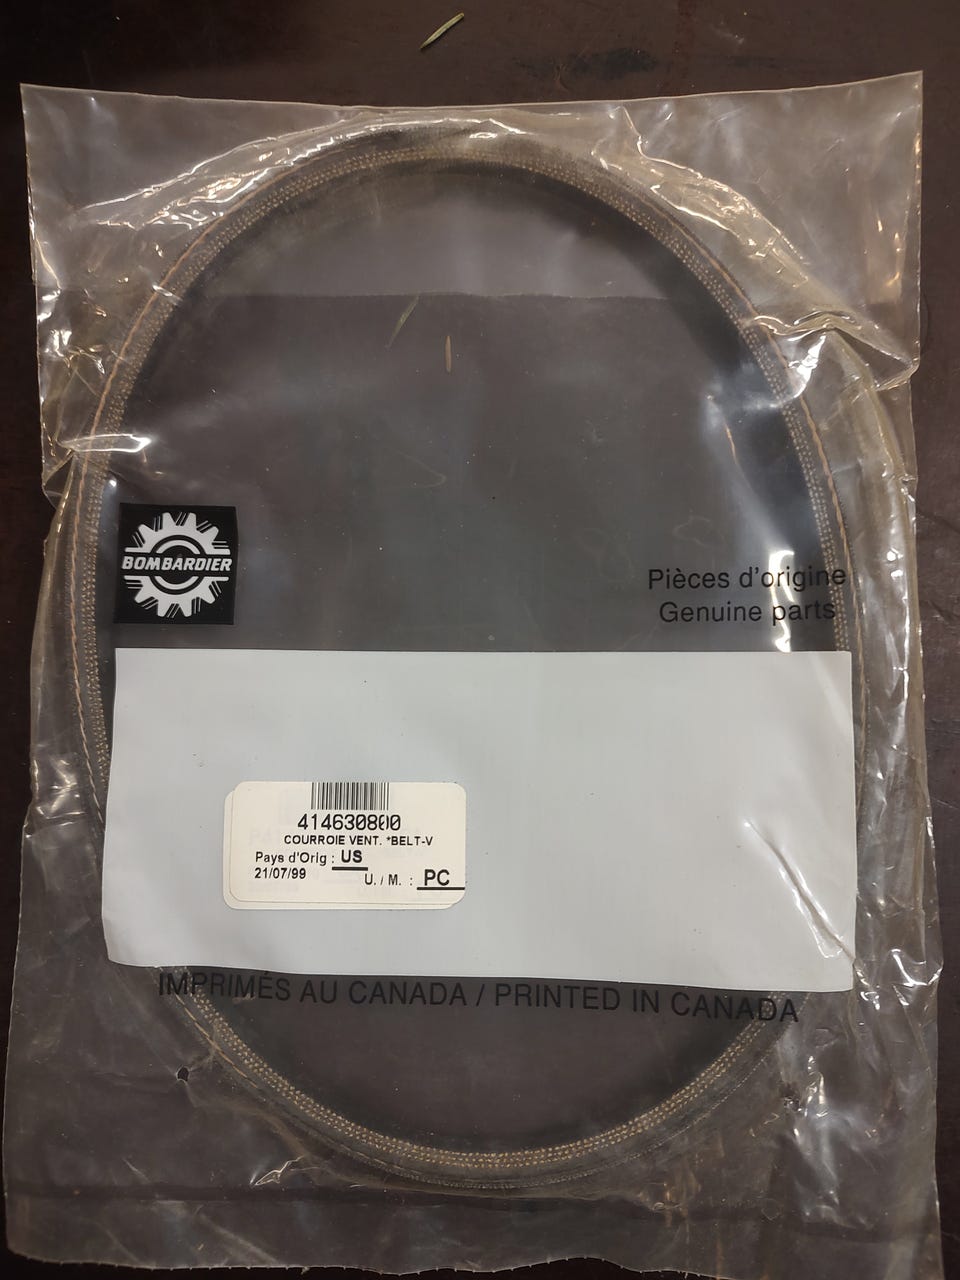 BOMBARDIER
Pièces d'origine
Genuine parts
414630800
COURROIE VENT. *BELT-V
Pays d'Orig : US
21/07/99
U. / M. : PC
IMPRIMÉS AU CANADA / PRINTED IN CANADA